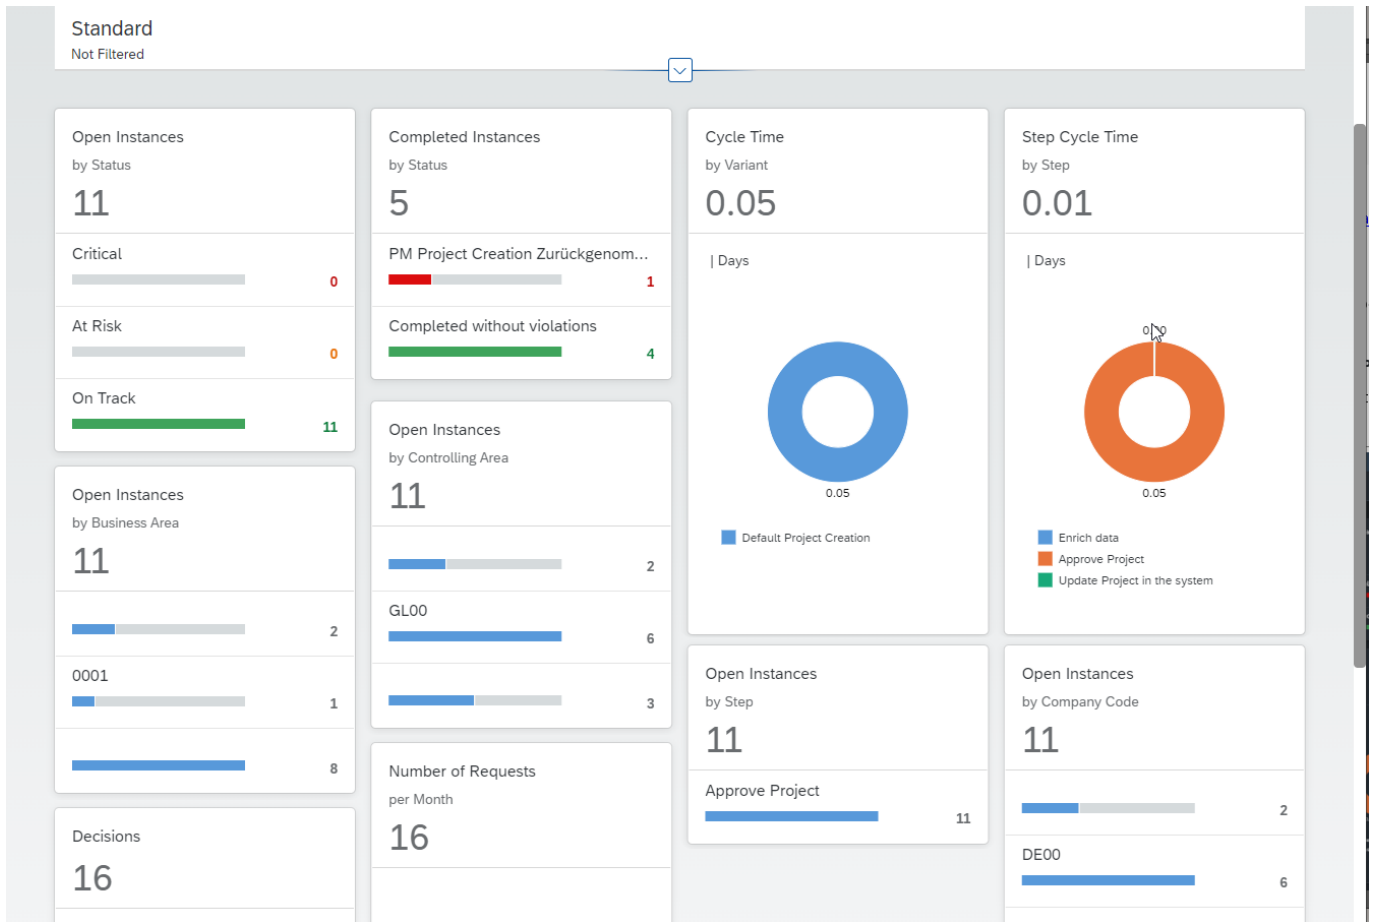 Standard
Not Filtered
Open Instances
by Status
11
Critical
0
At Risk
0
On Track
11
Open Instances
by Business Area
11
2
0001
1
8
Decisions
16
Completed Instances
by Status
5
PM Project Creation Zurückgenom...
1
Completed without violations
4
Open Instances
by Controlling Area
11
2
GL00
6
3
Number of Requests
per Month
16
Cycle Time
by Variant
0.05
| Days
0.05
Default Project Creation
Open Instances
by Step
11
Approve Project
11
Step Cycle Time
by Step
0.01
| Days
0.05
Enrich data
Approve Project
Update Project in the system
Open Instances
by Company Code
11
2
DE00
6